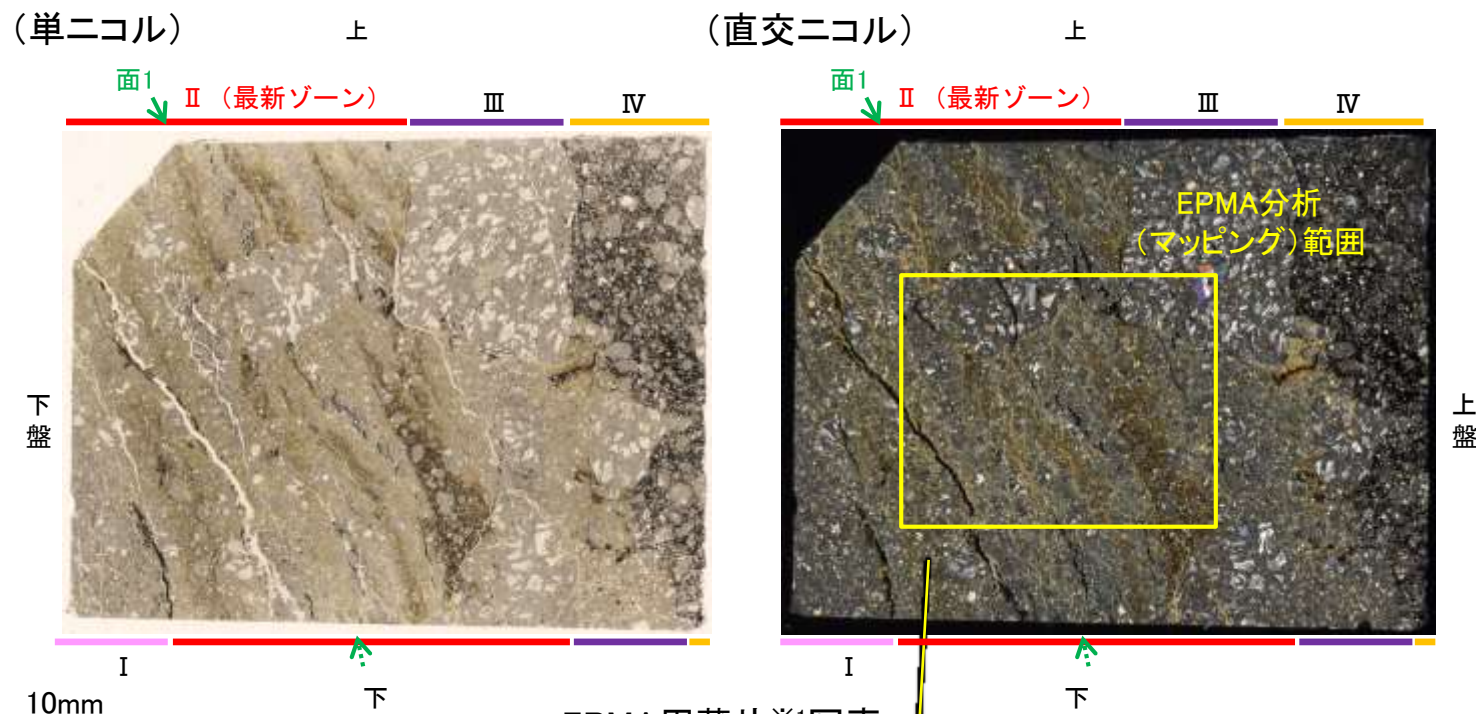 (単ニコル)
上
(直交ニコル)
上
面1
Ⅱ (最新ゾーン)
Ⅲ
Ⅳ
面1
Ⅱ (最新ゾーン)
Ⅲ
Ⅳ
EPMA分析
(マッピング)範囲
下盤
上盤
Ⅰ
Ⅰ
10mm
下
下